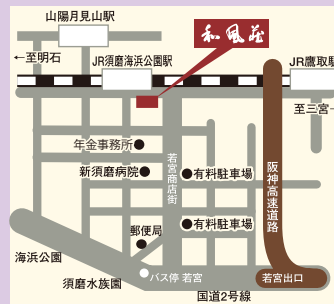 山陽月見山駅
和風花
←至明石
JR須磨海浜公園駅
JR鷹取駅
至三宮→
年金事務所
新須磨病院
若宮商店街
有料駐車場
阪神高速道路
郵便局
有料駐車場
海浜公園
須磨水族園
バス停 若宮
若宮出口
国道2号線